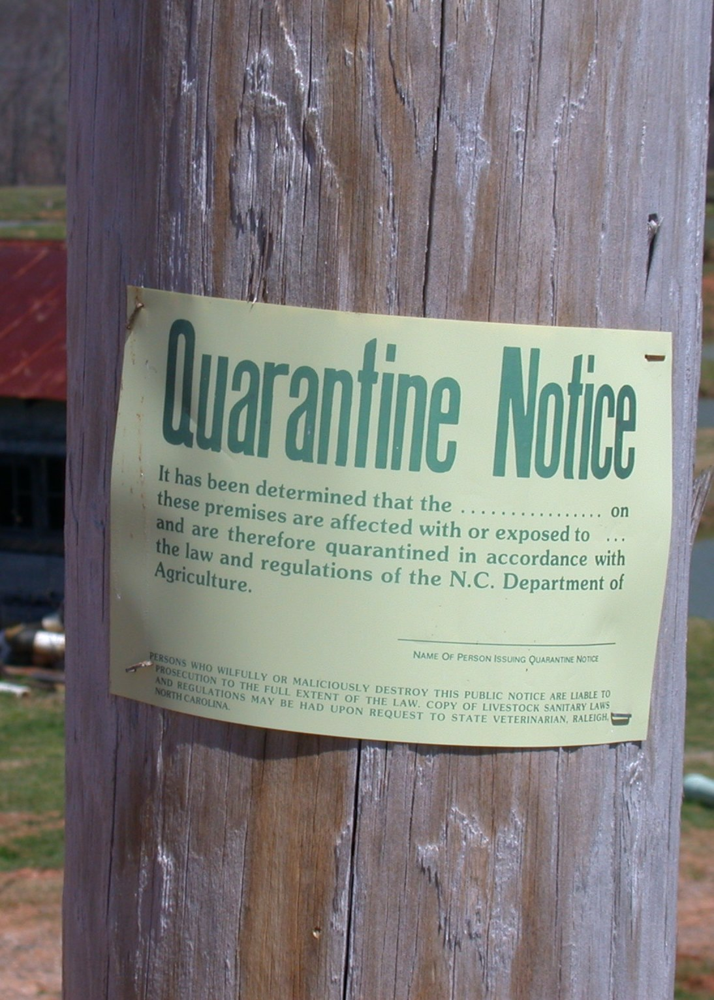 Quarantine Notice
It has been determined that the ................ on
these premises are affected with or exposed to ...
and are therefore quarantined in accordance with
the law and regulations of the N.C. Department of
Agriculture.
NAME OF PERSON ISSUING QUARANTINE NOTICE
PERSONS WHO WILFULLY OR MALICIOUSLY DESTROY THIS PUBLIC NOTICE ARE LIABLE TO
PROSECUTION TO THE FULL EXTENT OF THE LAW. COPY OF LIVESTOCK SANITARY LAWS
AND REGULATIONS MAY BE HAD UPON REQUEST TO STATE VETERINARIAN, RALEIGH,
NORTH CAROLINA.